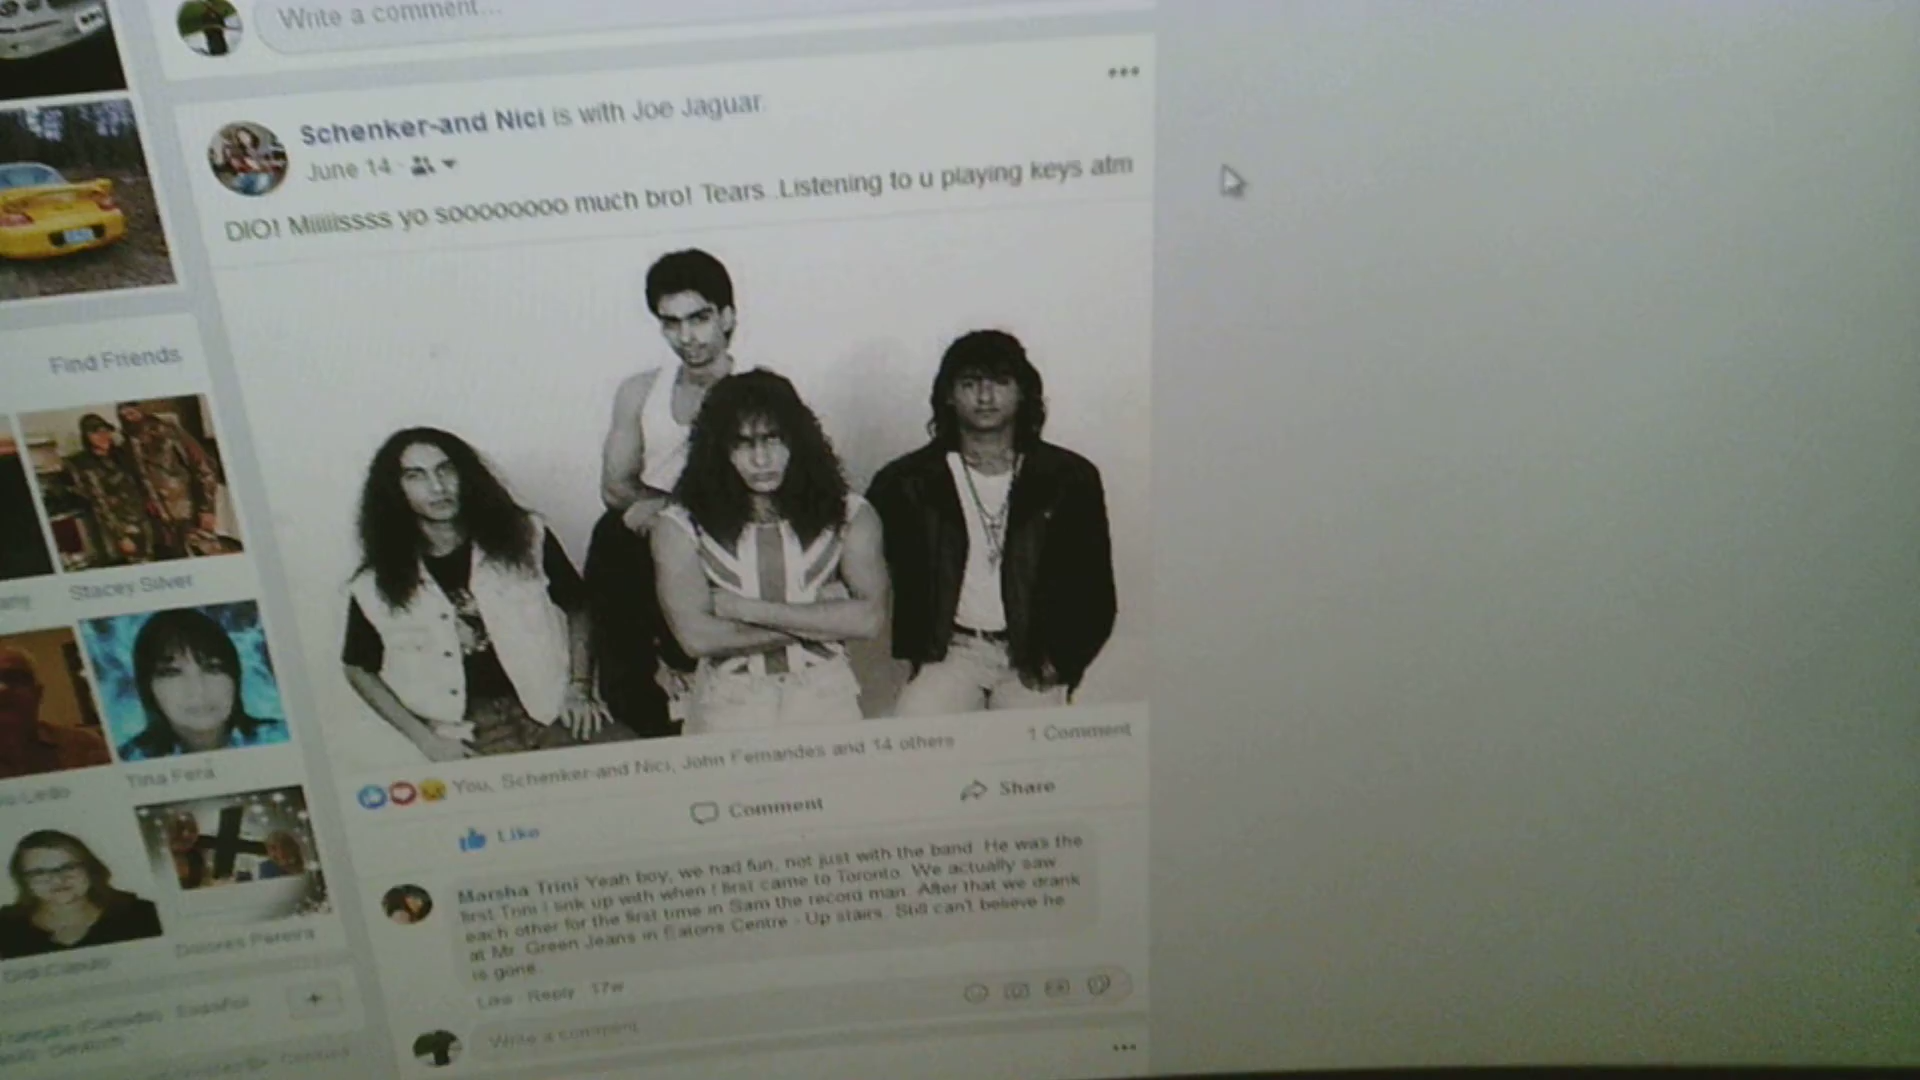 Write a comment...
Schenker-and Nici is with Joe Jaguar.
June 14
DIO! Miiiiissss yo soooooooo much bro! Tears .Listening to u playing keys atm
Find Friends
Stacey Silver
Tina Fera
Dolores Pereira
Español
You, Schenker-and Nici, John Fernandes and 14 others
1 Comment
Like
Comment
Share
Marsha Trini Yeah boy, we had fun, not just with the band. He was the
first Trini I link up with when I first came to Toronto. We actually saw
each other for the first time in Sam the record man. After that we drank
at Mr. Green Jeans in Eatons Centre - Up stairs. Still can't believe he
is gone.
Like · Reply · 17w
Write a comment